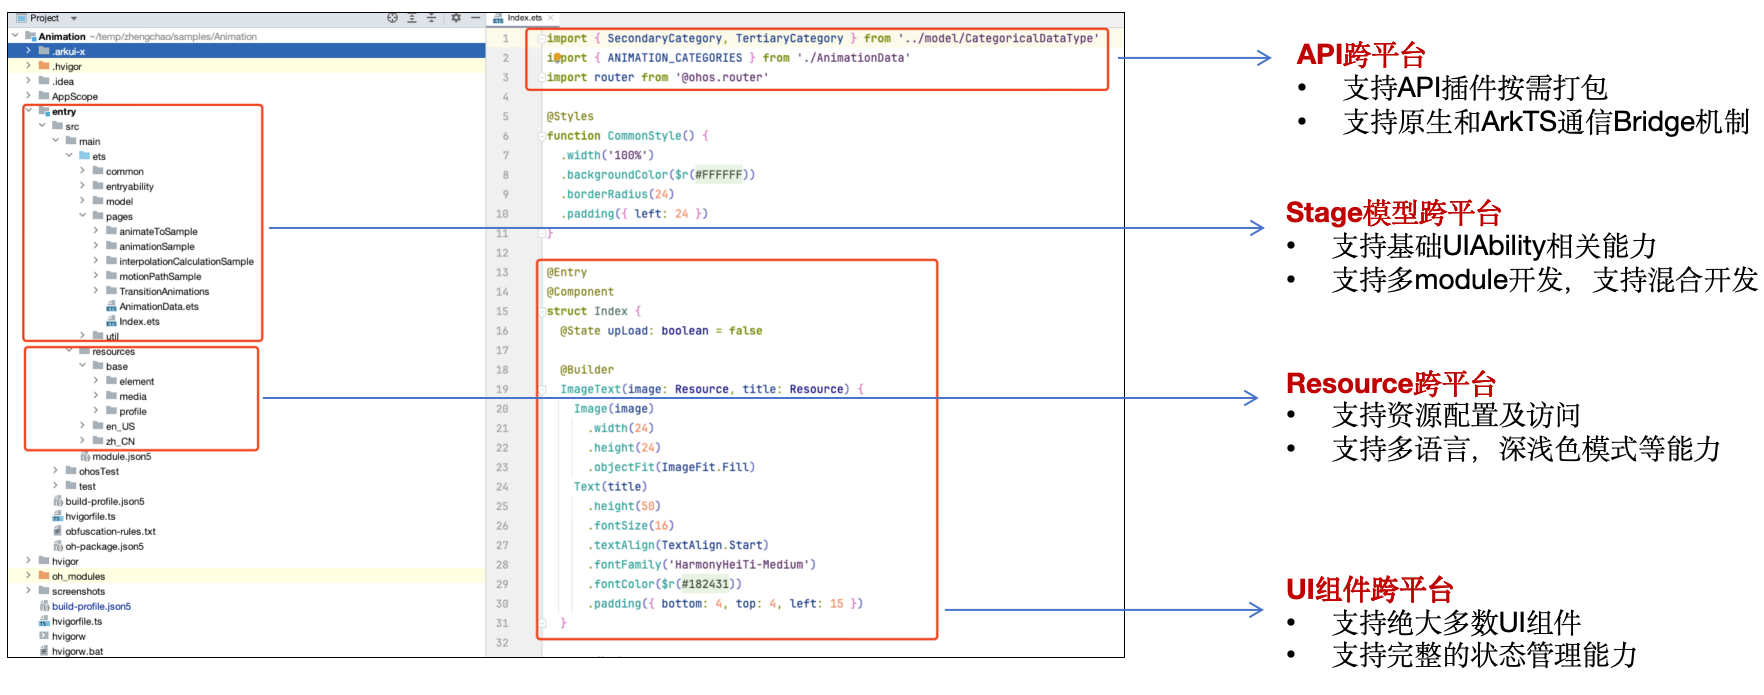 Project
Animation ~/temp/zhengchao/samples/Animation
.arkui-x
.hvigor
.idea
AppScope
entry
src
main
ets
common
entryability
model
pages
animateToSample
animationSample
interpolationCalculationSample
motionPathSample
TransitionAnimations
AnimationData.ets
Index.ets
util
resources
base
element
media
profile
en_US
zh_CN
module.json5
ohosTest
test
build-profile.json5
hvigorfile.ts
obfuscation-rules.txt
oh-package.json5
hvigor
oh_modules
screenshots
build-profile.json5
hvigorfile.ts
hvigorw
hvigorw.bat
Index.ets
1 import { SecondaryCategory, TertiaryCategory } from '../model/CategoricalDataType'
2 import { ANIMATION_CATEGORIES } from './AnimationData'
3 import router from '@ohos.router'
4
5 @Styles
6 function CommonStyle() {
7 .width('100%')
8 .backgroundColor($r(#FFFFFF))
9 .borderRadius(24)
10 .padding({ left: 24 })
11 }
12
13 @Entry
14 @Component
15 struct Index {
16 @State upLoad: boolean = false
17
18 @Builder
19 ImageText(image: Resource, title: Resource) {
20 Image(image)
21 .width(24)
22 .height(24)
23 .objectFit(ImageFit.Fill)
24 Text(title)
25 .height(50)
26 .fontSize(16)
27 .textAlign(TextAlign.Start)
28 .fontFamily('HarmonyHeiTi-Medium')
29 .fontColor($r(#182431))
30 .padding({ bottom: 4, top: 4, left: 15 })
31 }
32
API跨平台
• 支持API插件按需打包
• 支持原生和ArkTS通信Bridge机制
Stage模型跨平台
• 支持基础UIAbility相关能力
• 支持多module开发，支持混合开发
Resource跨平台
• 支持资源配置及访问
• 支持多语言，深浅色模式等能力
UI组件跨平台
• 支持绝大多数UI组件
• 支持完整的状态管理能力